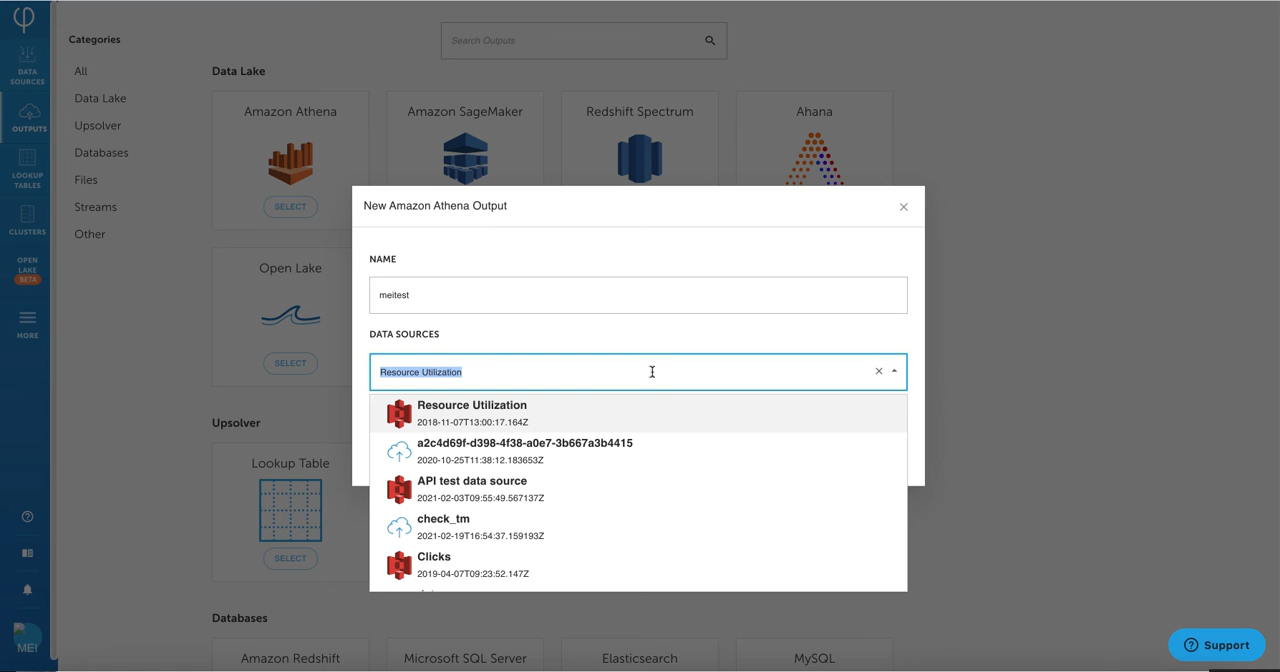 φ
DATA
SOURCES
OUTPUTS
LOOKUP
TABLES
CLUSTERS
OPEN
LAKE
BETA
MORE
ME!
Categories
All
Data Lake
Upsolver
Databases
Files
Streams
Other
Search Outputs
Data Lake
Amazon Athena
SELECT
Amazon SageMaker
Redshift Spectrum
Ahana
Open Lake
SELECT
Upsolver
Lookup Table
SELECT
Databases
Amazon Redshift
Microsoft SQL Server
Elasticsearch
MySQL
New Amazon Athena Output
NAME
meitest
DATA SOURCES
Resource Utilization
Resource Utilization
2018-11-07T13:00:17.164Z
a2c4d69f-d398-4f38-a0e7-3b667a3b4415
2020-10-25T11:38:12.183653Z
API test data source
2021-02-03T09:55:49.567137Z
check_tm
2021-02-19T16:54:37.159193Z
Clicks
2019-04-07T09:23:52.147Z
Support